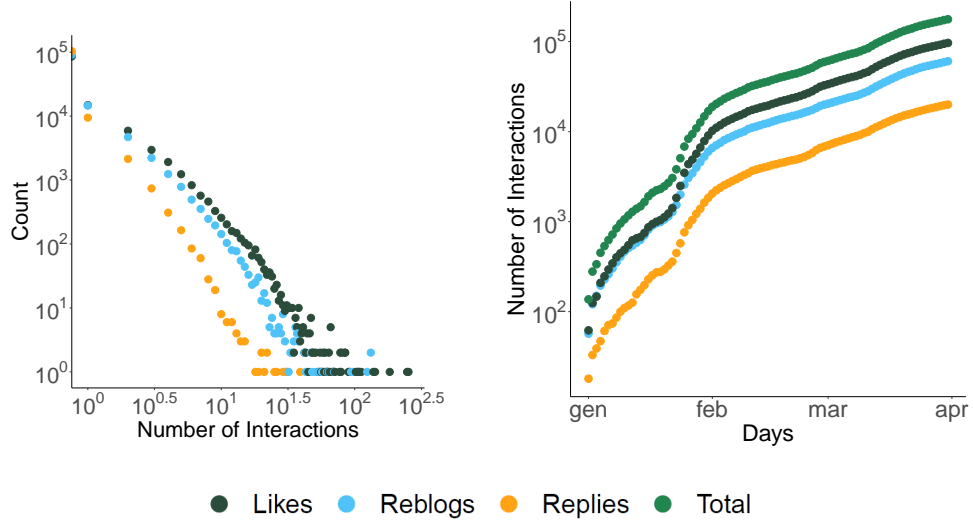 10^5
10^4
10^3
10^2
10^1
10^0
Count
10^0 10^0.5 10^1 10^1.5 10^2 10^2.5
Number of Interactions
10^5
10^4
10^3
10^2
Number of Interactions
gen feb mar apr
Days
Likes Reblogs Replies Total